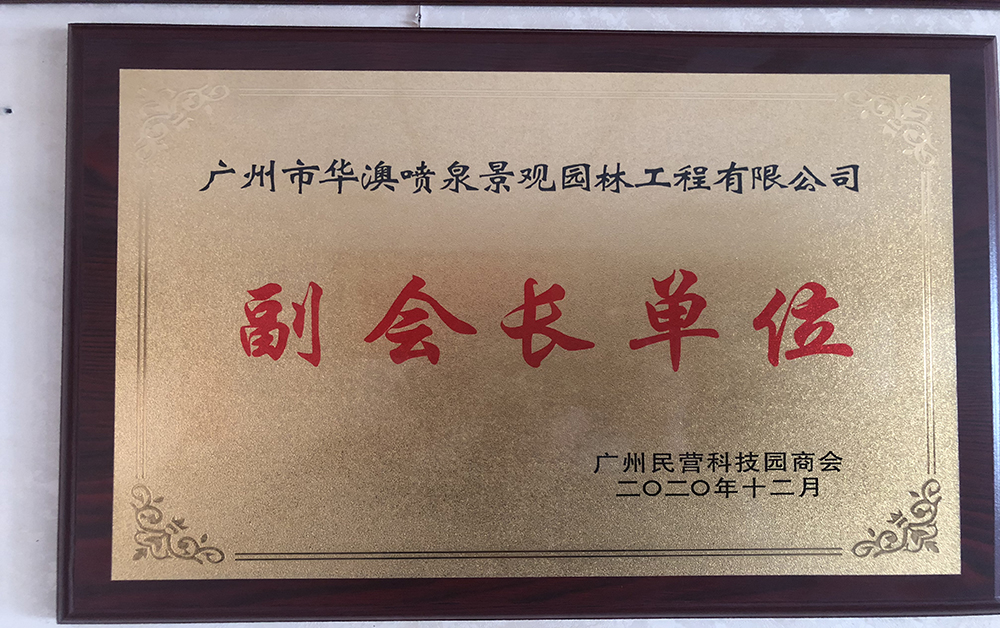 广州市华澳喷泉景观园林工程有限公司
副会长单位
广州民营科技园商会
二〇二〇年十二月